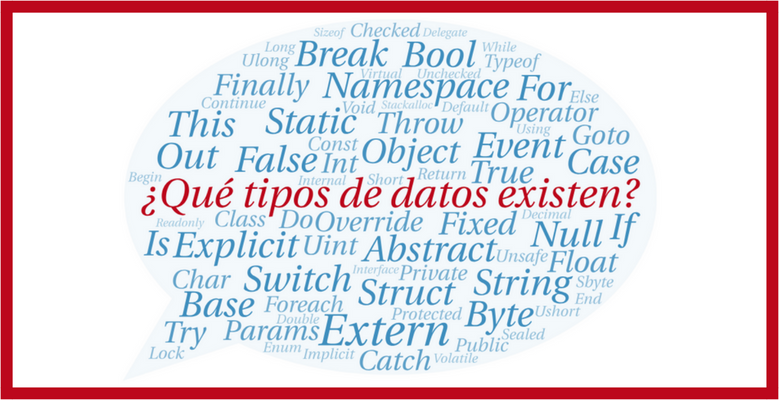 Sizeof Checked Delegate
Long Break Bool While
Ulong Typeof
Virtual Unchecked
Finally Namespace For Else
Continue Void Stackalloc Default Operator
This Static Throw Using Goto
Const
Out False Int Object Event Case
Begin Internal Short Return True
¿Qué tipos de datos existen?
Readonly Class Do Override Fixed Decimal If
Is Explicit Uint Abstract Null
Unsafe Float
Char Switch Interface Private String Sbyte
Base Foreach Struct End
Double Protected Byte Ushort
Try Params Extern Sealed
Lock Enum Implicit Public
Catch Volatile